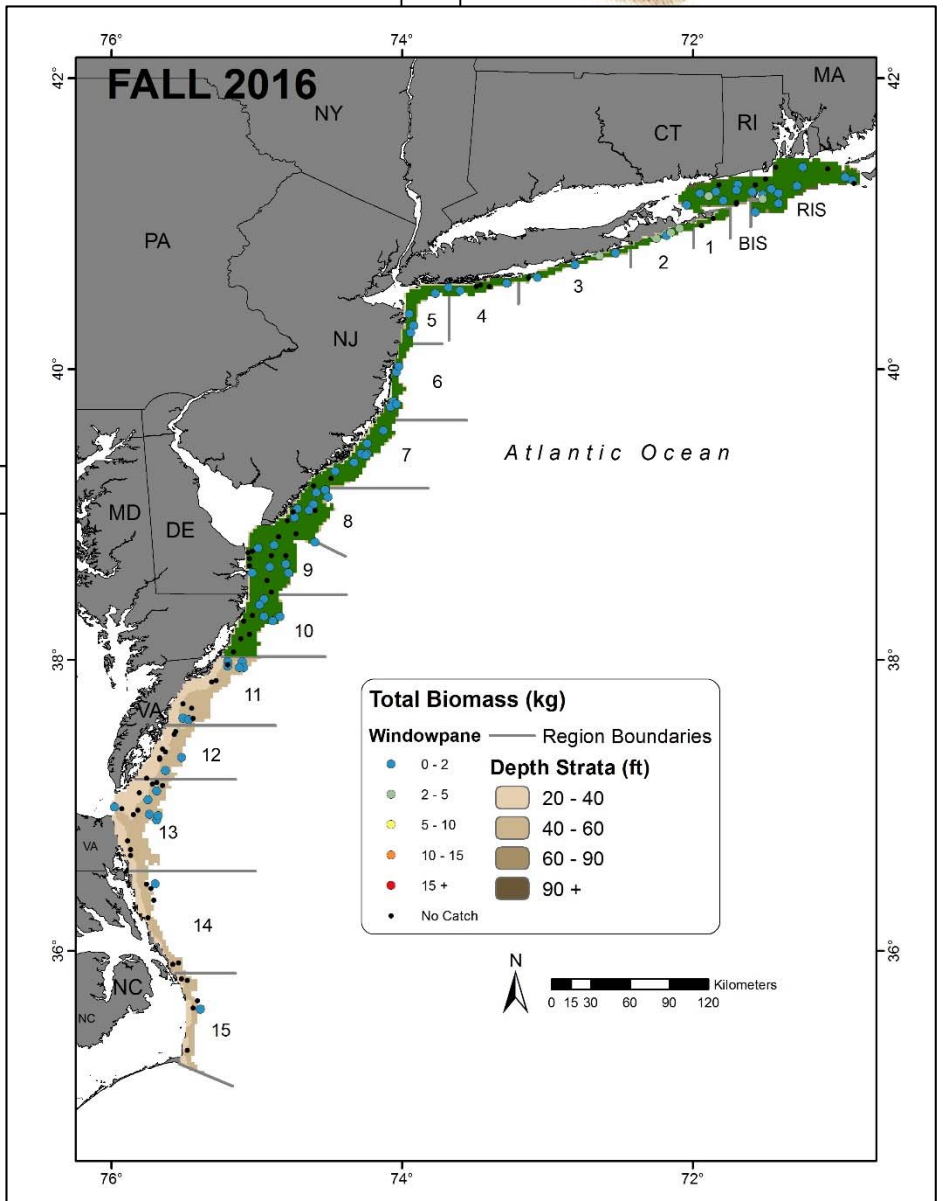 76° 74° 72°
FALL 2016
42° 42°
MA
NY
CT RI
PA
RIS
BIS
1
2
3
4
5
NJ
40° 40°
6
Atlantic Ocean
7
MD
DE
8
9
10
38° 38°
11
VA
12
13
VA
14
36° 36°
NC
NC
15
Total Biomass (kg)
Windowpane
0 - 2
2 - 5
5 - 10
10 - 15
15 +
No Catch
Region Boundaries
Depth Strata (ft)
20 - 40
40 - 60
60 - 90
90 +
N
Kilometers
0 15 30 60 90 120
76° 74° 72°